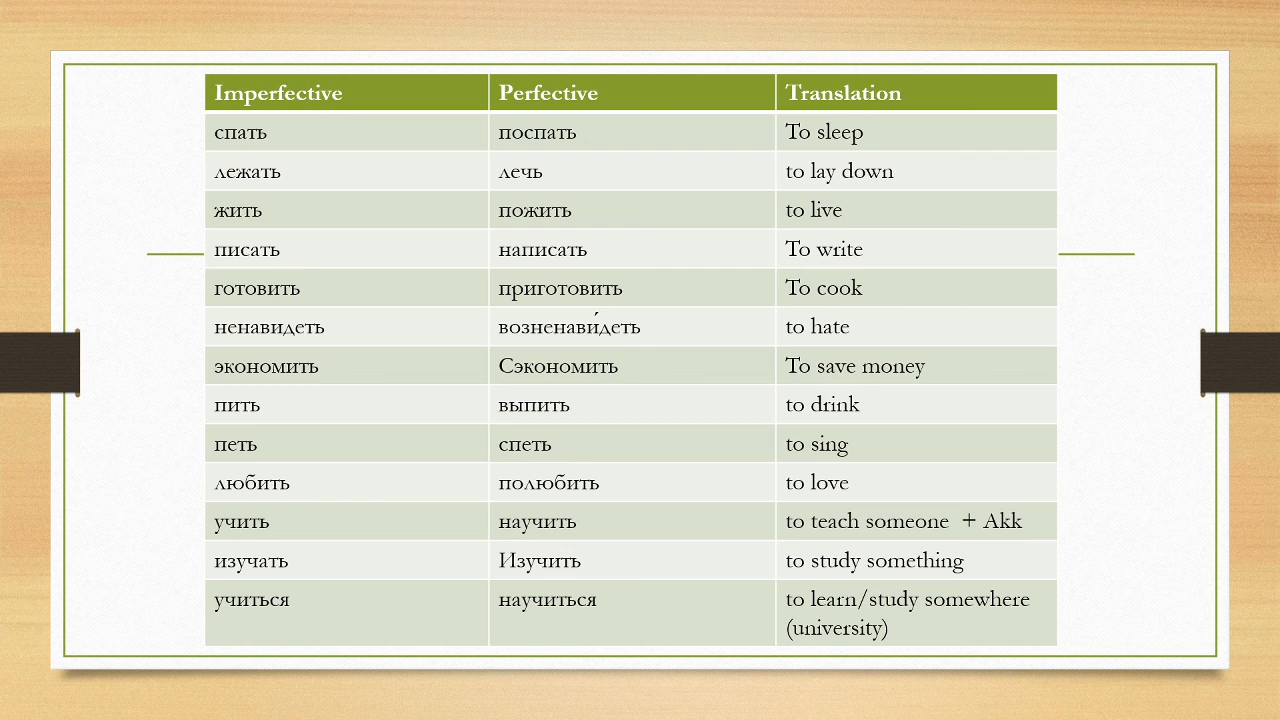 Imperfective Perfective Translation
спать поспать To sleep
лежать лечь to lay down
жить пожить to live
писать написать To write
готовить приготовить To cook
ненавидеть возненави́деть to hate
экономить Сэкономить To save money
пить выпить to drink
петь спеть to sing
любить полюбить to love
учить научить to teach someone + Akk
изучать Изучить to study something
учиться научиться to learn/study somewhere
(university)